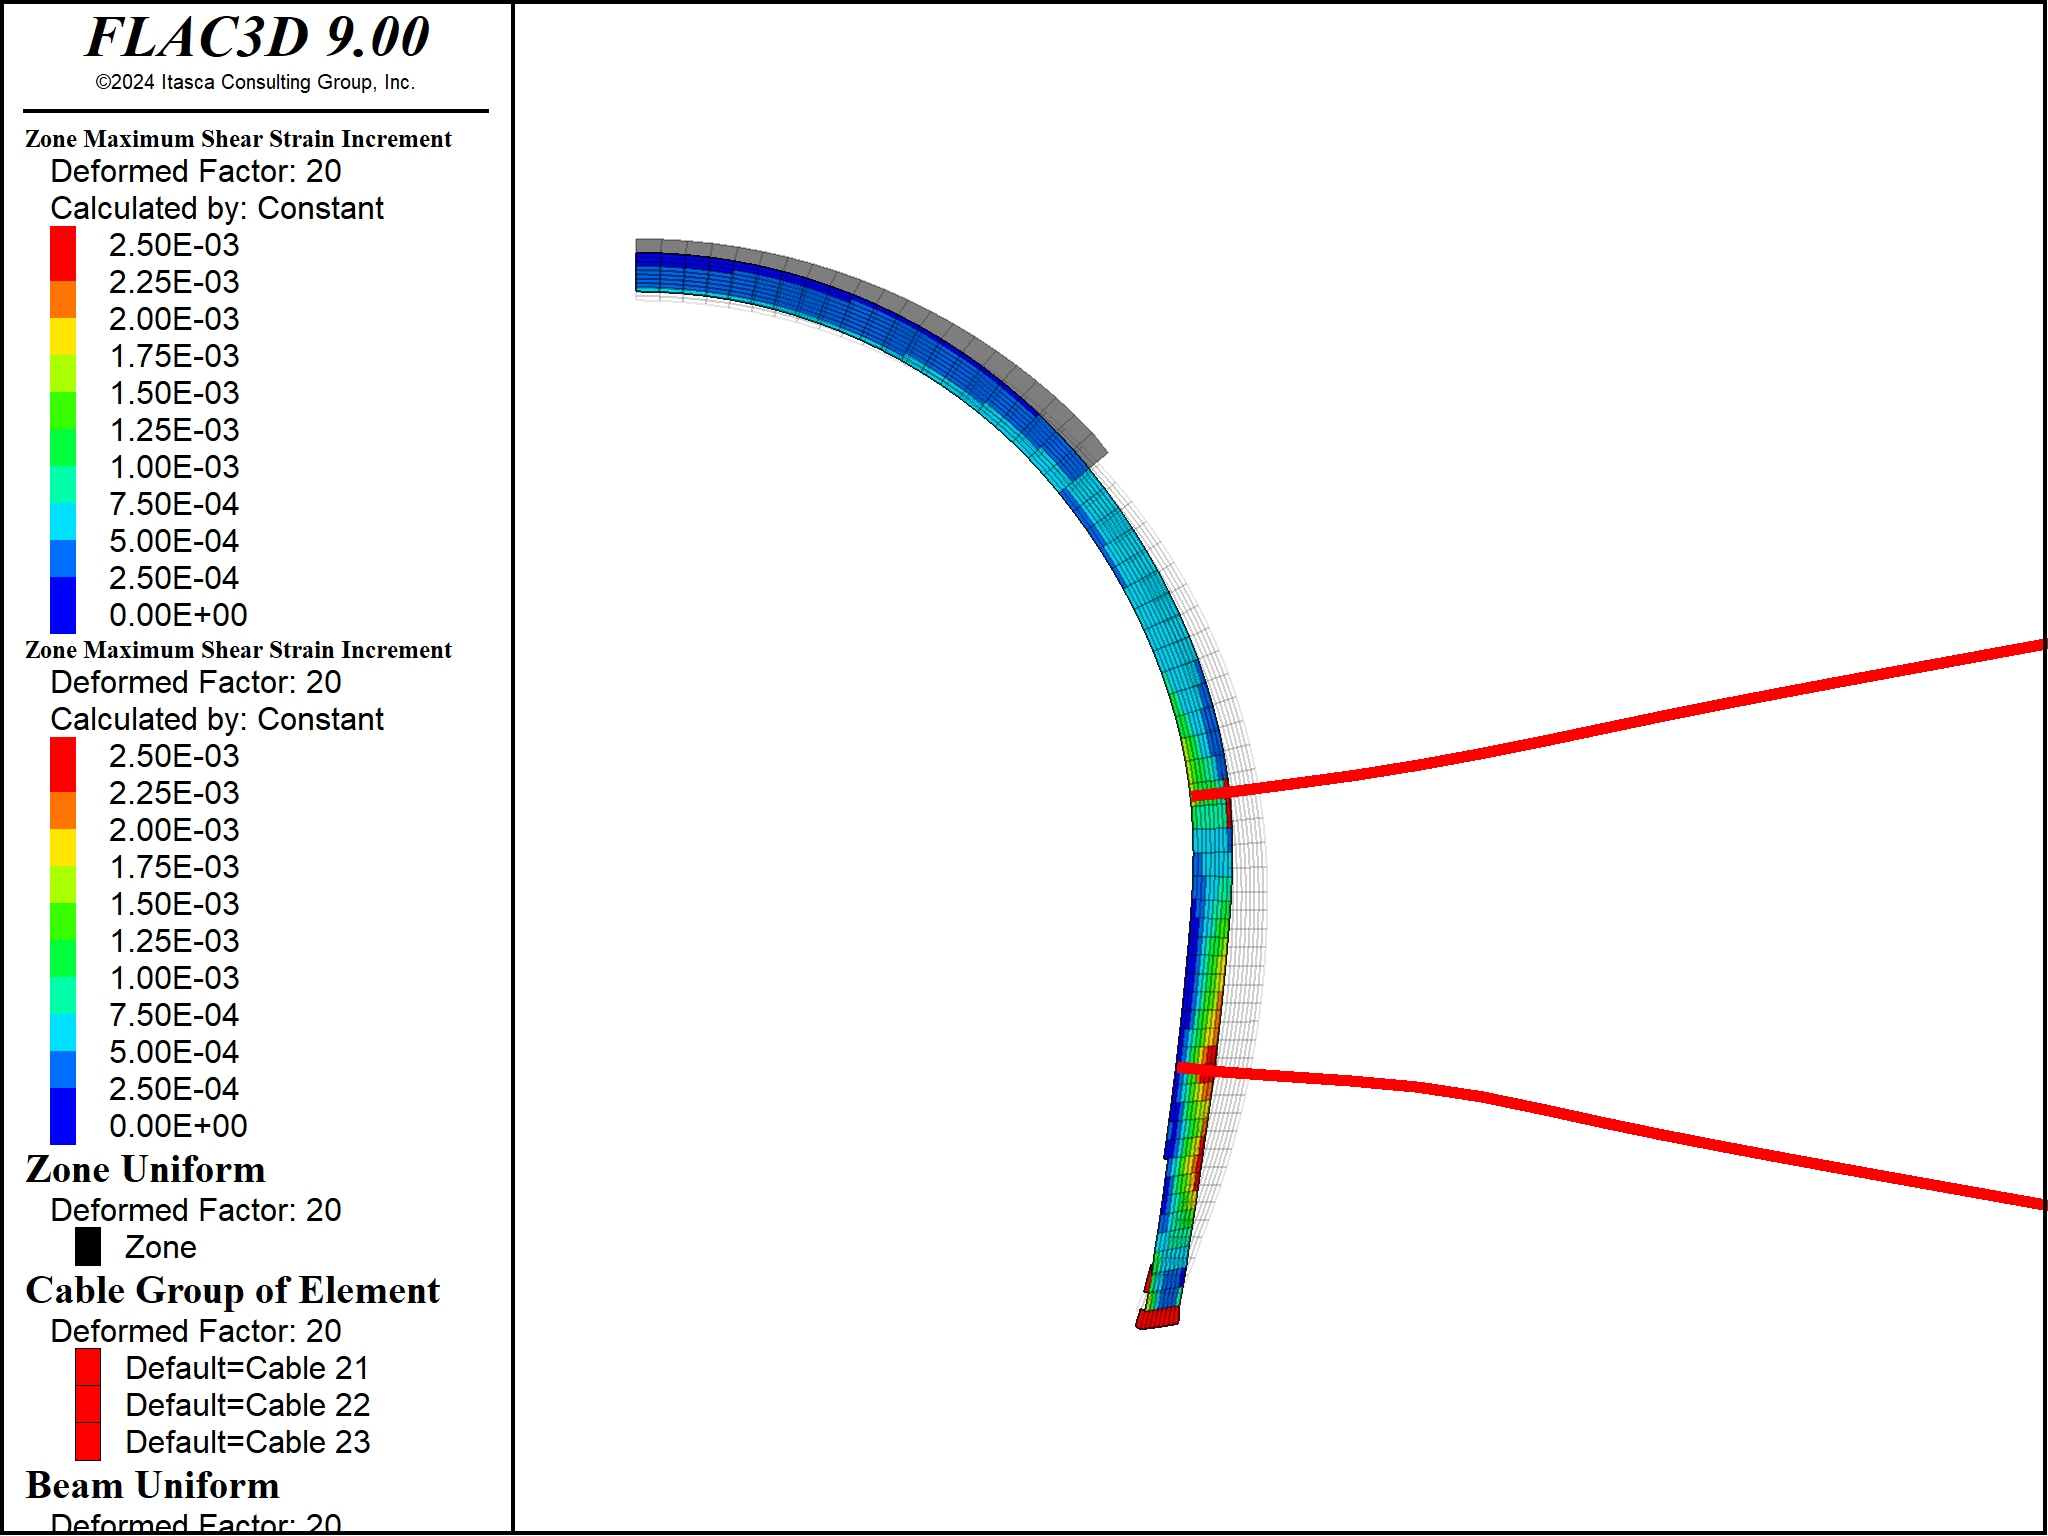 FLAC3D 9.00
©2024 Itasca Consulting Group, Inc.
Zone Maximum Shear Strain Increment
Deformed Factor: 20
Calculated by: Constant
2.50E-03
2.25E-03
2.00E-03
1.75E-03
1.50E-03
1.25E-03
1.00E-03
7.50E-04
5.00E-04
2.50E-04
0.00E+00
Zone Maximum Shear Strain Increment
Deformed Factor: 20
Calculated by: Constant
2.50E-03
2.25E-03
2.00E-03
1.75E-03
1.50E-03
1.25E-03
1.00E-03
7.50E-04
5.00E-04
2.50E-04
0.00E+00
Zone Uniform
Deformed Factor: 20
Zone
Cable Group of Element
Deformed Factor: 20
Default=Cable 21
Default=Cable 22
Default=Cable 23
Beam Uniform
Deformed Factor: 20